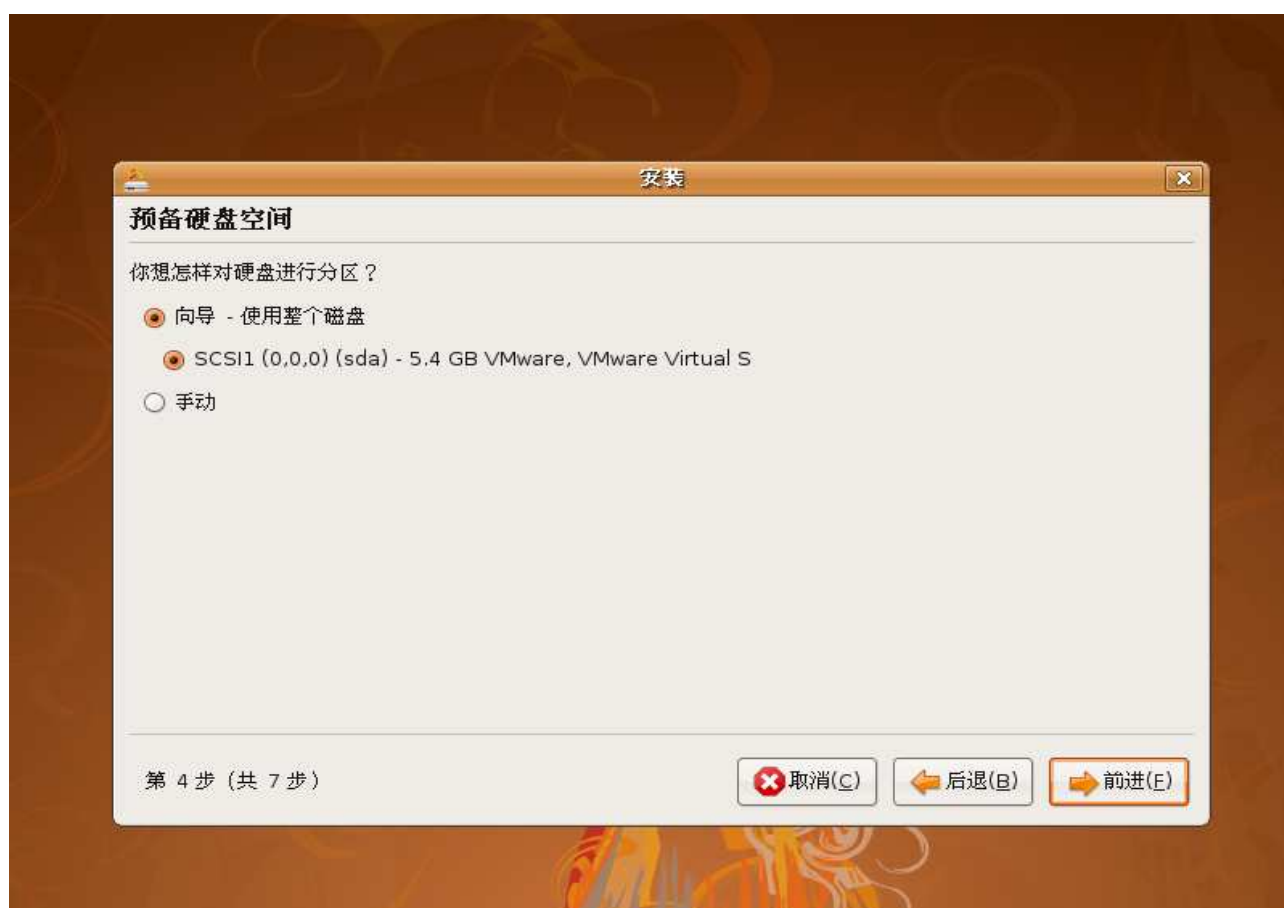 安装
预备硬盘空间
你想怎样对硬盘进行分区？
向导 - 使用整个磁盘
SCSI1 (0,0,0) (sda) - 5.4 GB VMware, VMware Virtual S
手动
第 4 步 (共 7 步)
取消(C)
后退(B)
前进(F)